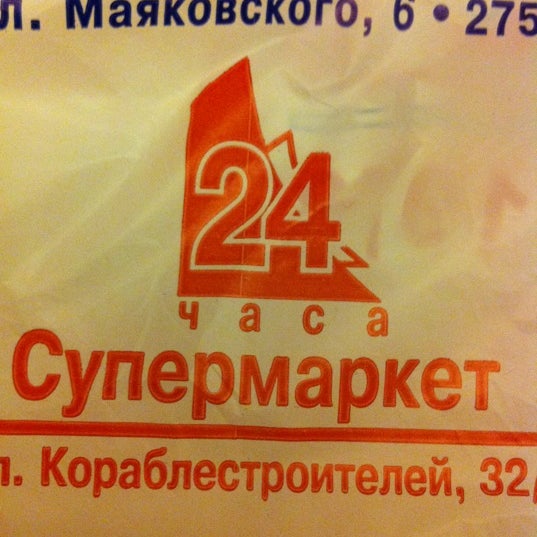 л. Маяковского, 6 • 275
24
часа
Супермаркет
л. Кораблестроителей, 32/